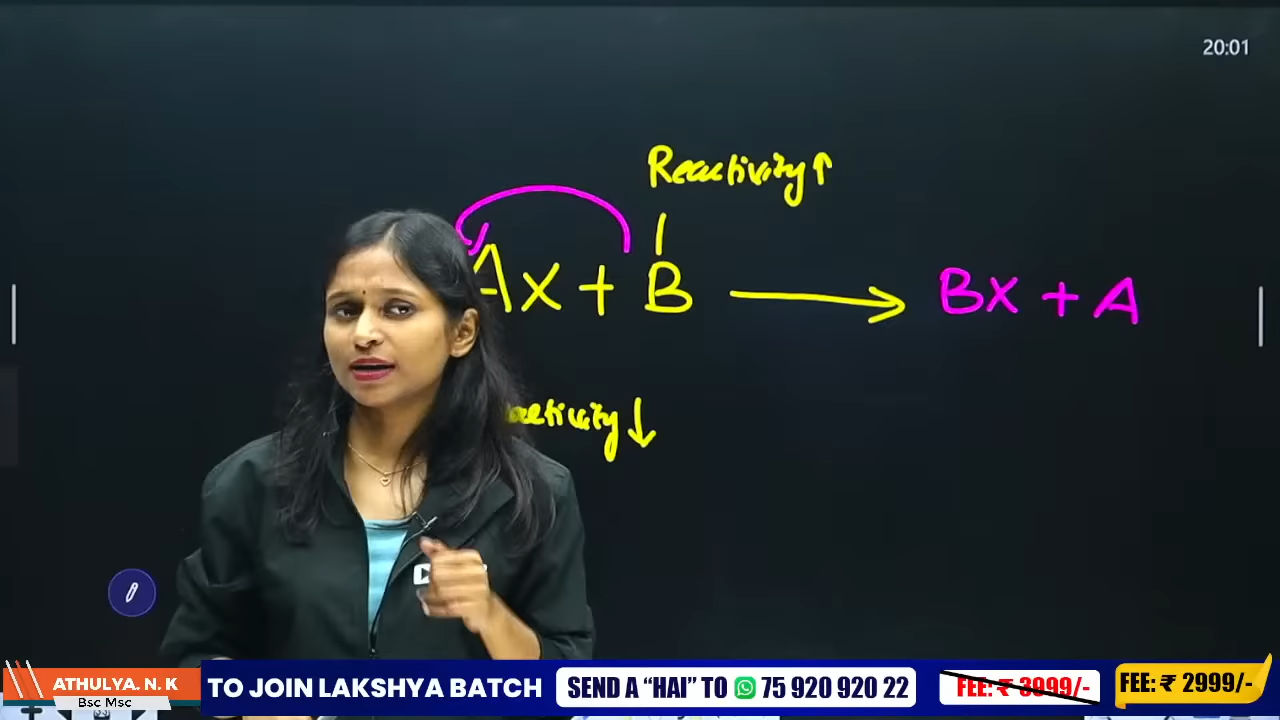 20:01
Reactivity↑
AX + B → BX + A
↓
ATHULYA. N. K
Bsc Msc
TO JOIN LAKSHYA BATCH
SEND A “HAI” TO 75 920 920 22
FEE: ₹ 3999/-
FEE: ₹ 2999/-